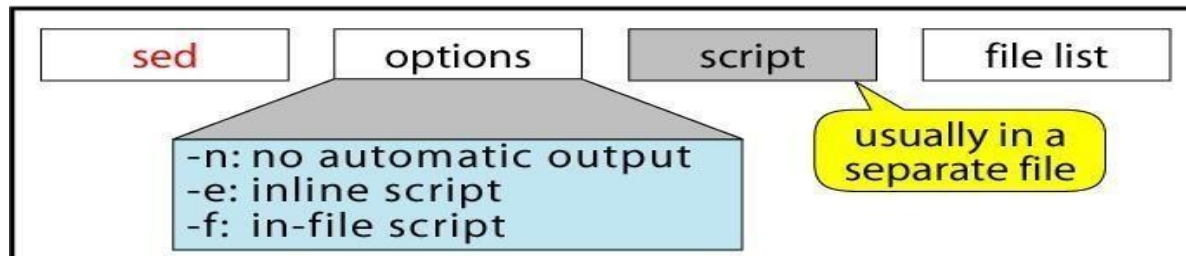 sed options script file list
usually in a
separate file
-n: no automatic output
-e: inline script
-f: in-file script